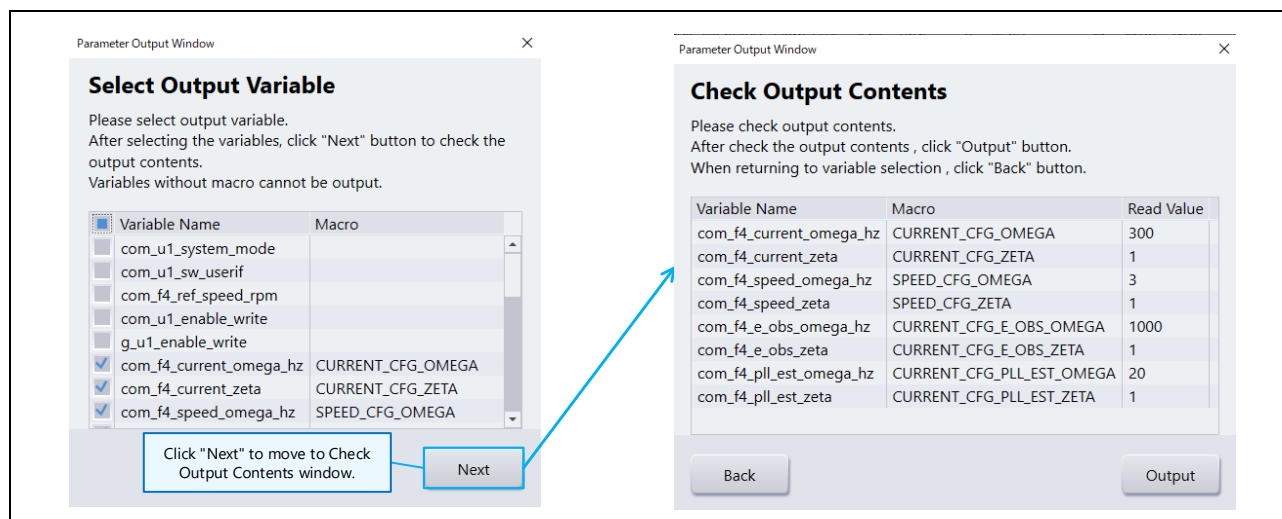 Parameter Output Window
Select Output Variable
Please select output variable.
After selecting the variables, click "Next" button to check the
output contents.
Variables without macro cannot be output.
Variable Name Macro
com_u1_system_mode
com_u1_sw_userif
com_f4_ref_speed_rpm
com_u1_enable_write
g_u1_enable_write
com_f4_current_omega_hz CURRENT_CFG_OMEGA
com_f4_current_zeta CURRENT_CFG_ZETA
com_f4_speed_omega_hz SPEED_CFG_OMEGA
Click "Next" to move to Check
Output Contents window.
Next
Parameter Output Window
Check Output Contents
Please check output contents.
After check the output contents , click "Output" button.
When returning to variable selection , click "Back" button.
Variable Name Macro Read Value
com_f4_current_omega_hz CURRENT_CFG_OMEGA 300
com_f4_current_zeta CURRENT_CFG_ZETA 1
com_f4_speed_omega_hz SPEED_CFG_OMEGA 3
com_f4_speed_zeta SPEED_CFG_ZETA 1
com_f4_e_obs_omega_hz CURRENT_CFG_E_OBS_OMEGA 1000
com_f4_e_obs_zeta CURRENT_CFG_E_OBS_ZETA 1
com_f4_pll_est_omega_hz CURRENT_CFG_PLL_EST_OMEGA 20
com_f4_pll_est_zeta CURRENT_CFG_PLL_EST_ZETA 1
Back Output